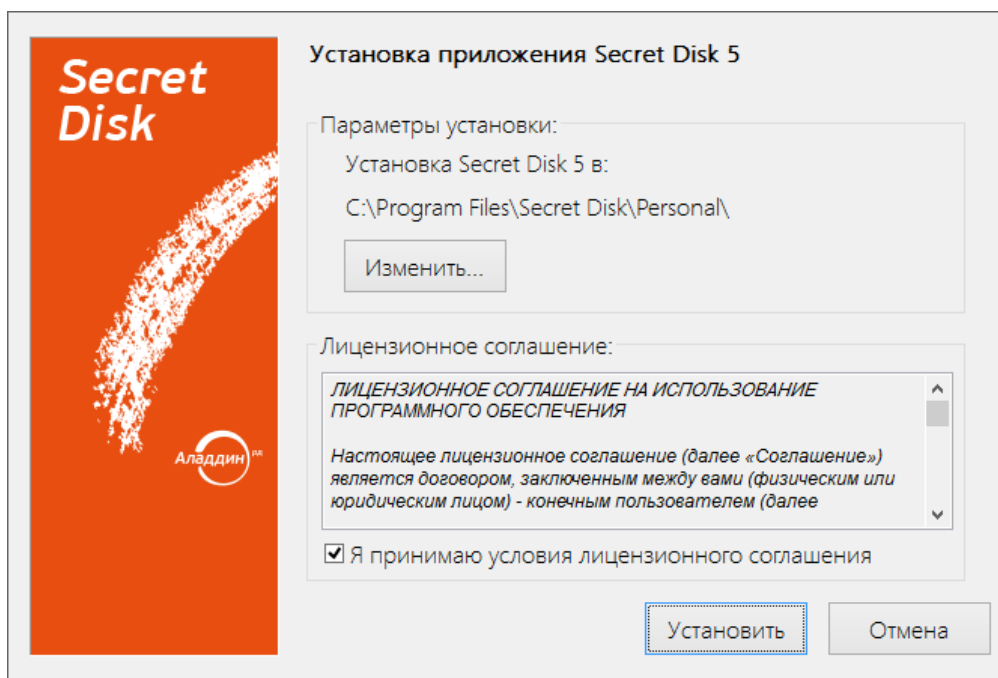 Secret
Disk
Аладдин РД
Установка приложения Secret Disk 5
Параметры установки:
Установка Secret Disk 5 в:
C:\Program Files\Secret Disk\Personal\
Изменить...
Лицензионное соглашение:
ЛИЦЕНЗИОННОЕ СОГЛАШЕНИЕ НА ИСПОЛЬЗОВАНИЕ
ПРОГРАММНОГО ОБЕСПЕЧЕНИЯ
Настоящее лицензионное соглашение (далее «Соглашение»)
является договором, заключенным между вами (физическим или
юридическим лицом) - конечным пользователем (далее
Я принимаю условия лицензионного соглашения
Установить
Отмена